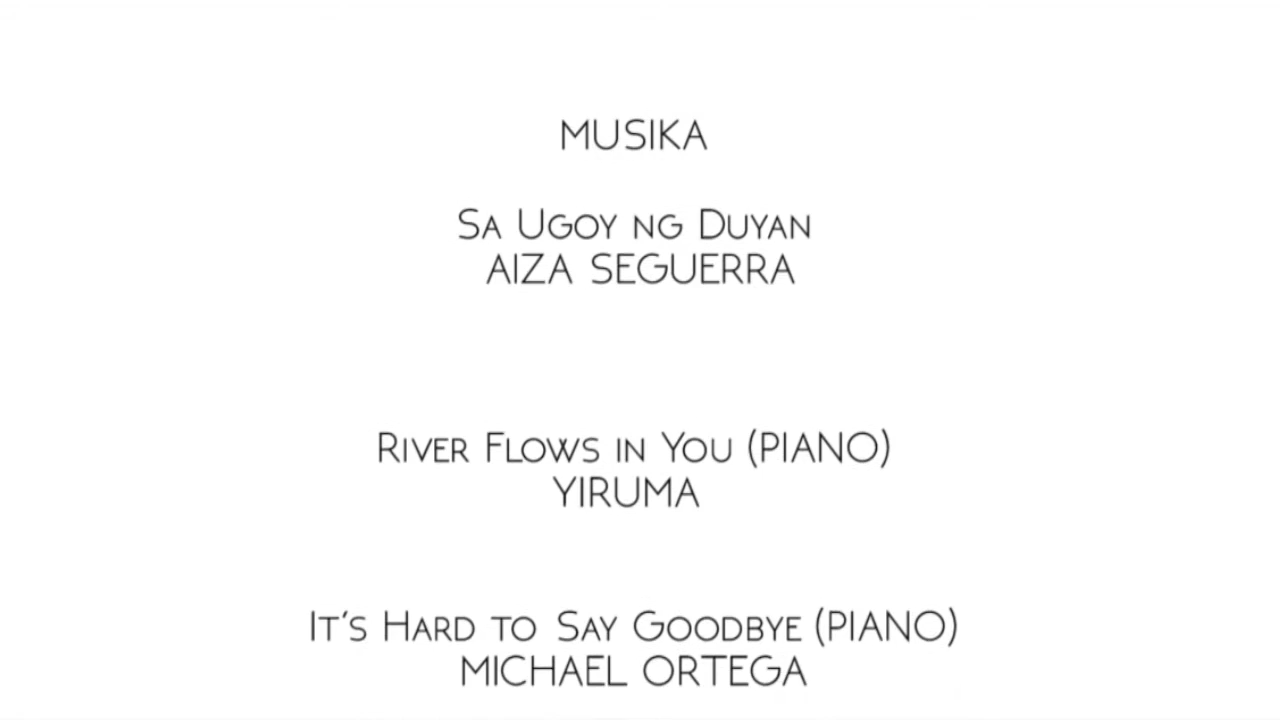 MUSIKA
Sa Ugoy ng Duyan
AIZA SEGUERRA
River Flows in You (PIANO)
YIRUMA
It's Hard to Say Goodbye (PIANO)
MICHAEL ORTEGA